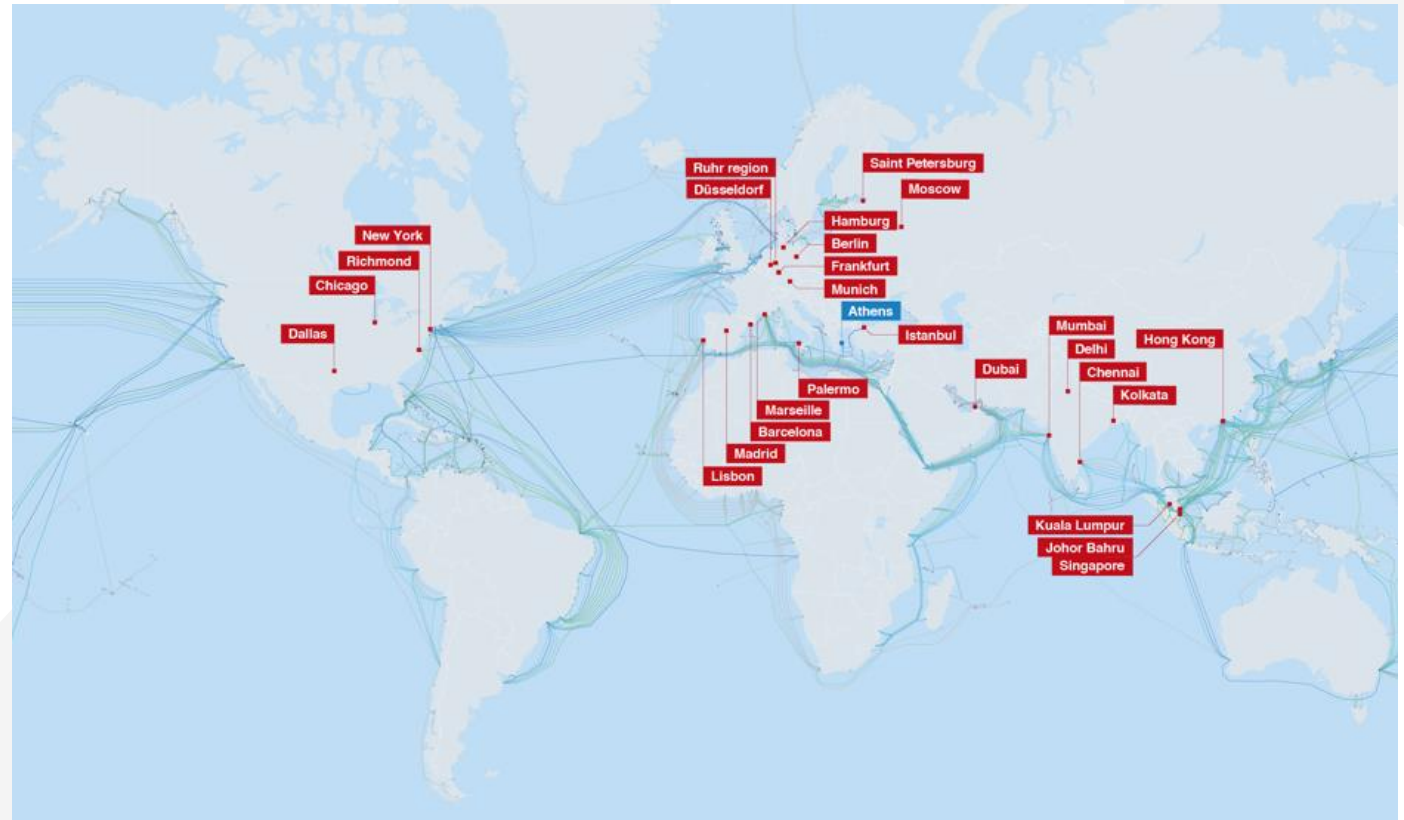 Ruhr region
Saint Petersburg
Düsseldorf
Moscow
Hamburg
New York
Berlin
Richmond
Frankfurt
Chicago
Munich
Athens
Dallas
Istanbul
Mumbai
Hong Kong
Delhi
Dubai
Chennai
Palermo
Kolkata
Marseille
Barcelona
Madrid
Lisbon
Kuala Lumpur
Johor Bahru
Singapore